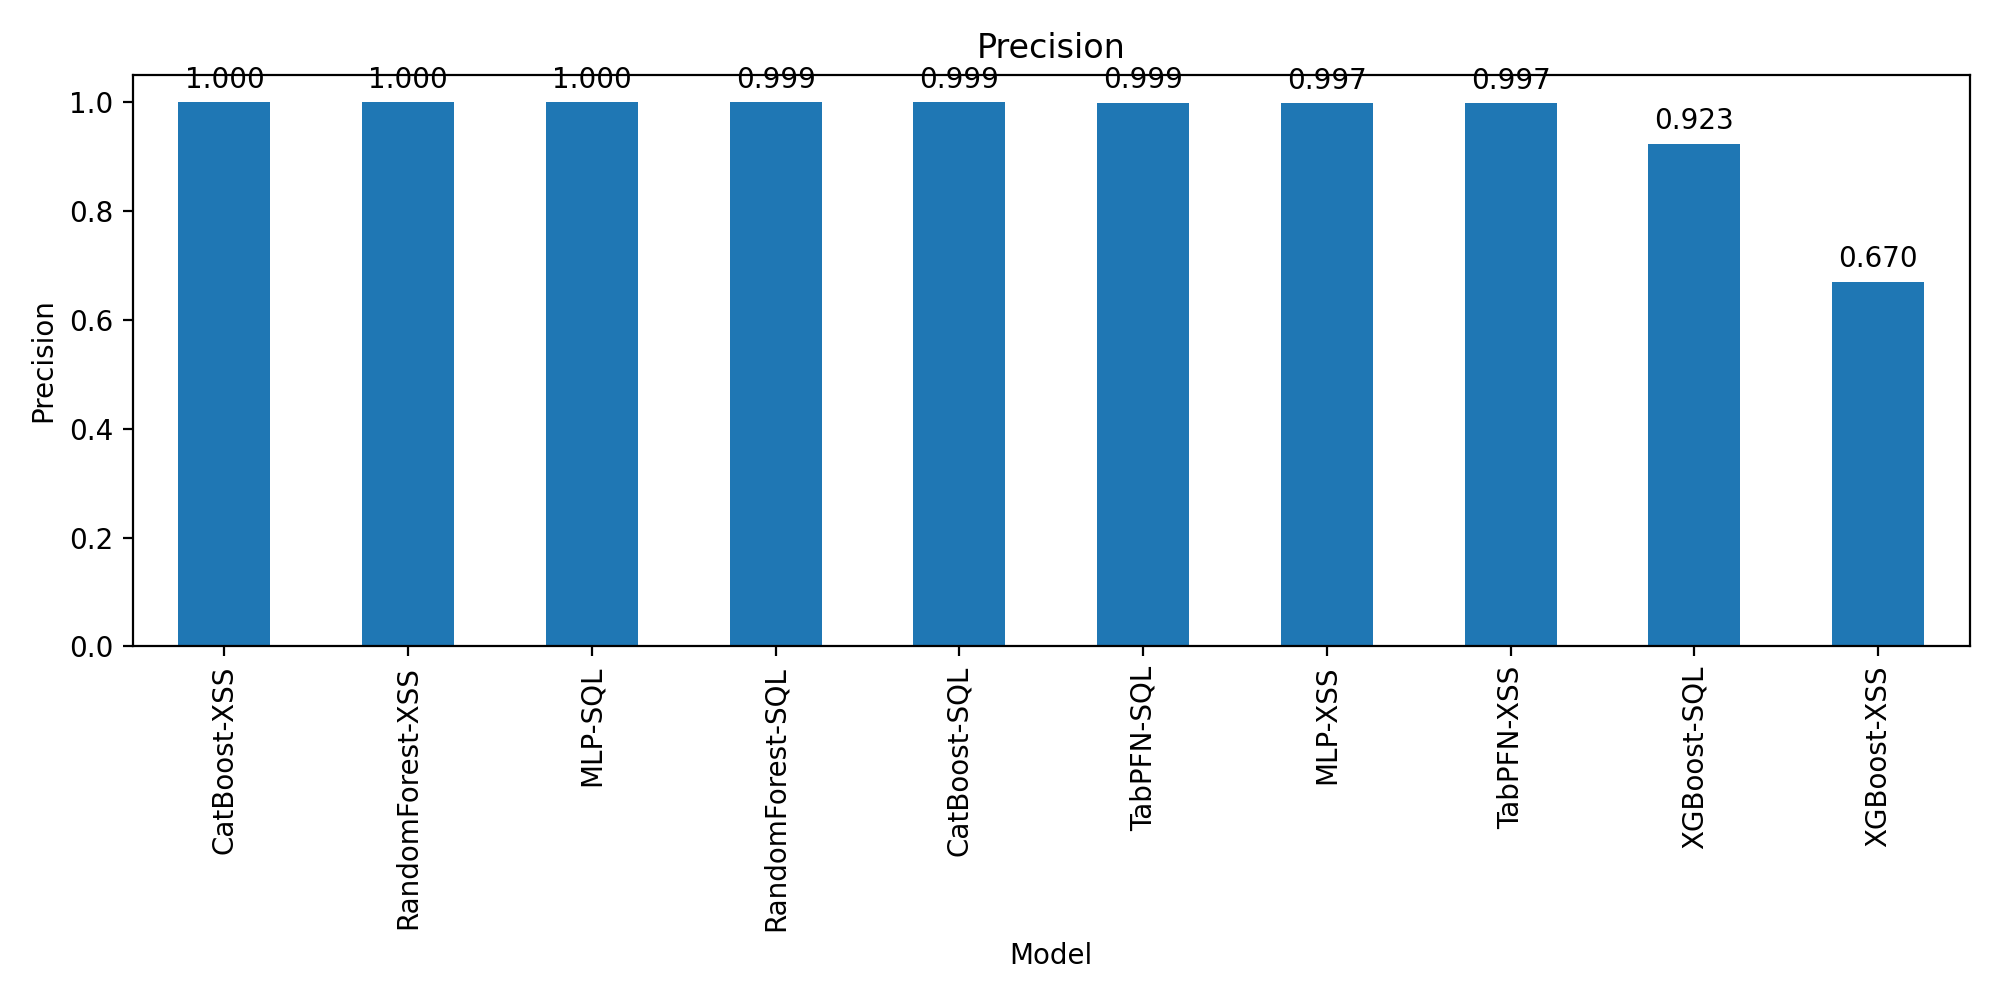 Precision
1.000 1.000 1.000 0.999 0.999 0.999 0.997 0.997 0.923 0.670
Precision
1.0
0.8
0.6
0.4
0.2
0.0
CatBoost-XSS
RandomForest-XSS
MLP-SQL
RandomForest-SQL
CatBoost-SQL
TabPFN-SQL
MLP-XSS
TabPFN-XSS
XGBoost-SQL
XGBoost-XSS
Model